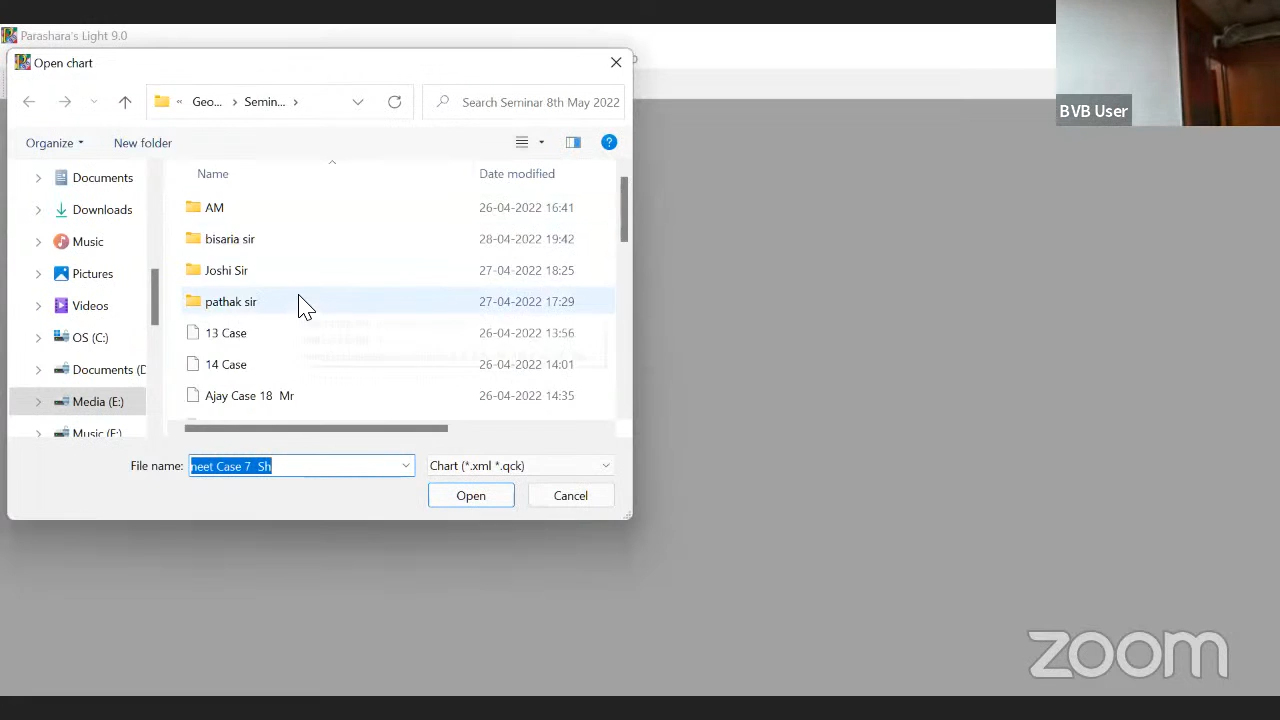 Parashara's Light 9.0
Open chart
« Geo... > Semin... >
Search Seminar 8th May 2022
Organize
New folder
Name Date modified
Documents
Downloads
Music
Pictures
Videos
OS (C:)
Documents (D
Media (E:)
Music (F:)
AM 26-04-2022 16:41
bisaria sir 28-04-2022 19:42
Joshi Sir 27-04-2022 18:25
pathak sir 27-04-2022 17:29
13 Case 26-04-2022 13:56
14 Case 26-04-2022 14:01
Ajay Case 18 Mr 26-04-2022 14:35
File name: neet Case 7 Sh
Chart (*.xml *.qck)
Open
Cancel
BVB User
zoom